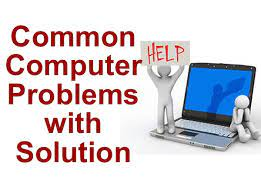 Common
Computer
Problems
with
Solution
HELP